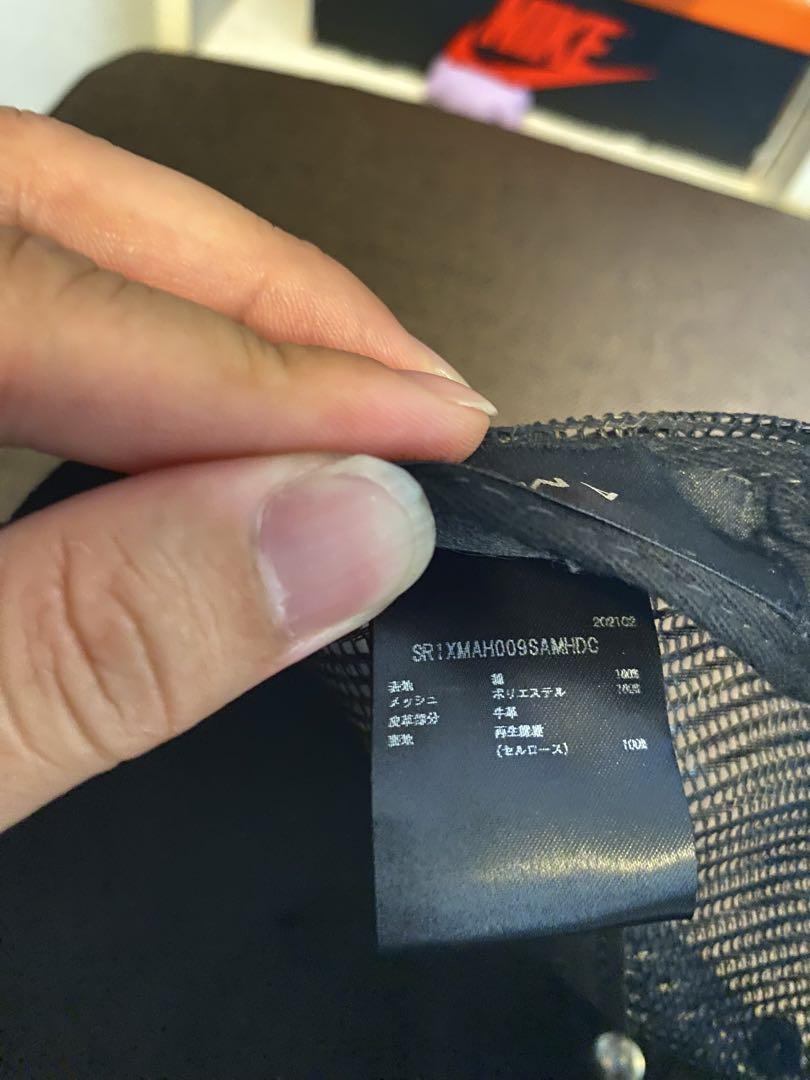 NIKE
202102
SR1XMAH009SAMHDC
表地 綿 100%
メッシュ ポリエステル 100%
皮革部分 牛革
裏地 再生繊維
(セルロース) 100%